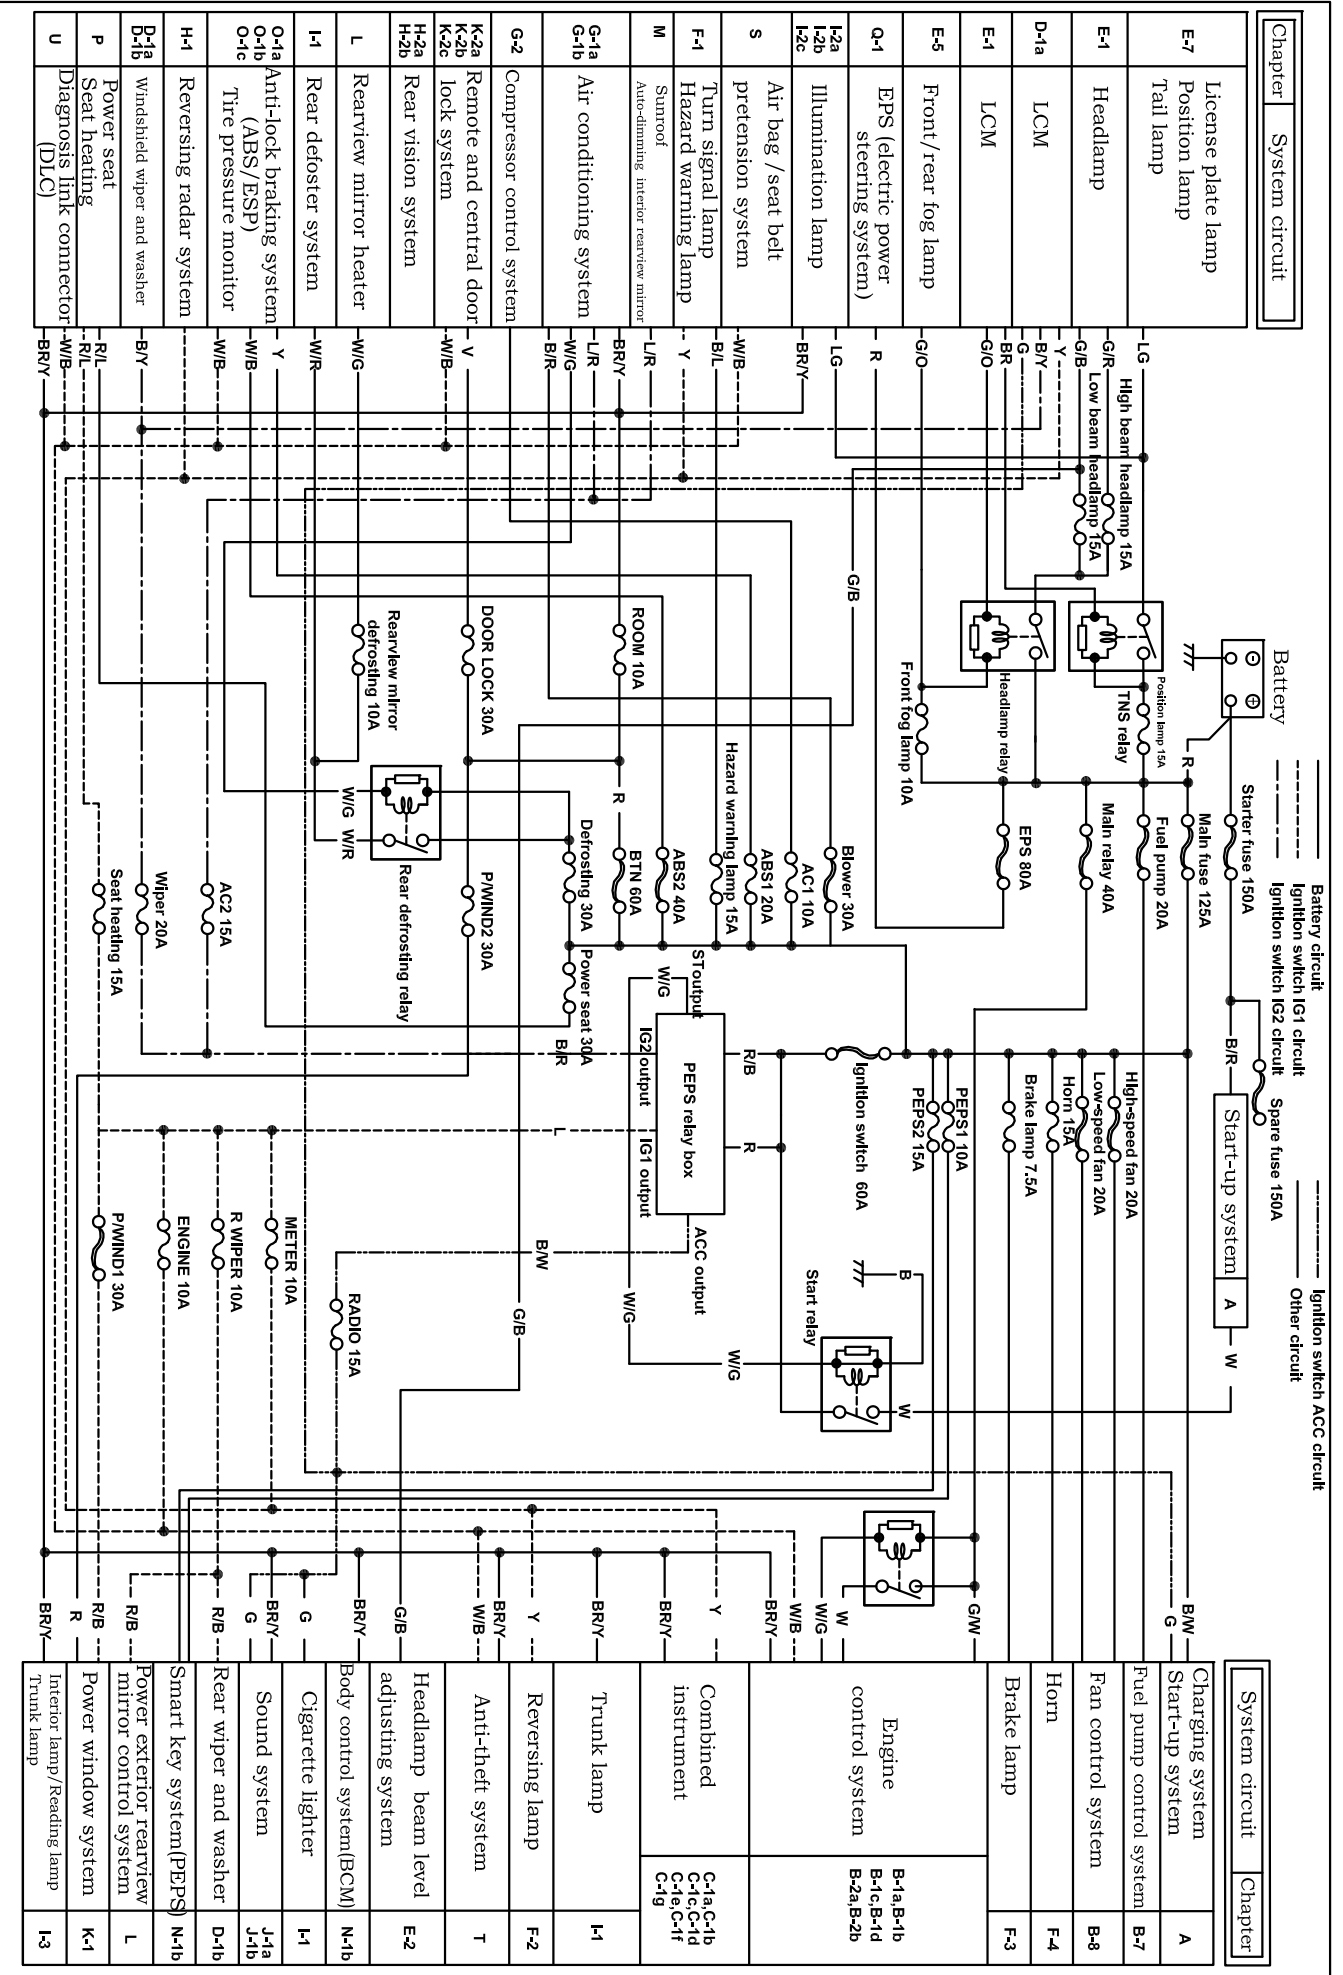 Chapter
System circuit
E-7
License plate lamp
Position lamp
Tail lamp
E-1
Headlamp
D-1a
LCM
E-1
LCM
E-5
Front/rear fog lamp
Q-1
EPS (electric power
steering system)
I-2a
I-2b
I-2c
Illumination lamp
S
Air bag /seat belt
pretension system
F-1
Turn signal lamp
Hazard warning lamp
M
Sunroof
Auto-dimming interior rearview mirror
G-1a
G-1b
Air conditioning system
G-2
Compressor control system
K-2a
K-2b
K-2c
Remote and central door
lock system
H-2a
H-2b
Rear vision system
L
Rearview mirror heater
I-1
Rear defoster system
O-1a
O-1b
O-1c
Anti-lock braking system
(ABS/ESP)
Tire pressure monitor
H-1
Reversing radar system
D-1a
D-1b
Windshield wiper and washer
P
Power seat
Seat heating
U
Diagnosis link connector
(DLC)
LG
G/R
G/B
Y
B/Y
G
BR
G/O
G/O
R
LG
BR/Y
W/B
B/L
Y
L/R
BR/Y
L/R
W/G
B/R
V
W/B
W/G
W/R
Y
W/B
W/B
B/Y
R/L
R/L
W/B
BR/Y
High beam headlamp 15A
Low beam headlamp 15A
G/B
Battery
Position lamp 15A
TNS relay
Headlamp relay
Front fog lamp 10A
ROOM 10A
DOOR LOCK 30A
Rearview mirror
defrosting 10A
R
R
W/G
W/R
Battery circuit
Ignition switch IG1 circuit
Ignition switch IG2 circuit
Ignition switch ACC circuit
Other circuit
Starter fuse 150A
Main fuse 125A
Fuel pump 20A
Main relay 40A
EPS 80A
Blower 30A
AC1 10A
ABS1 20A
Hazard warning lamp 15A
ABS2 40A
BTN 60A
Defrosting 30A
P/WIND2 30A
Rear defrosting relay
AC2 15A
Wiper 20A
Seat heating 15A
Power seat 30A
B/R
Spare fuse 150A
Start-up system
A
W
High-speed fan 20A
Low-speed fan 20A
Horn 15A
Brake lamp 7.5A
PEPS1 10A
PEPS2 15A
Ignition switch 60A
R/B
R
PEPS relay box
SToutput
W/G
IG2 output
IG1 output
ACC output
B/R
L
B/W
W/G
G/B
B
Start relay
W/G
W
METER 10A
R WIPER 10A
ENGINE 10A
P/WIND1 30A
RADIO 15A
B/W
G
G/W
W
W/G
W/B
BR/Y
Y
BR/Y
BR/Y
Y
BR/Y
W/B
G/B
BR/Y
G
BR/Y
G
R/B
R/B
R/B
R
BR/Y
System circuit
Chapter
Charging system
Start-up system
A
Fuel pump control system
B-7
Fan control system
B-8
Horn
F-4
Brake lamp
F-3
Engine
control system
B-1a,B-1b
B-1c,B-1d
B-2a,B-2b
Combined
instrument
C-1a,C-1b
C-1c,C-1d
C-1e,C-1f
C-1g
Trunk lamp
I-1
Reversing lamp
F-2
Anti-theft system
T
Headlamp beam level
adjusting system
E-2
Body control system(BCM)
N-1b
Cigarette lighter
I-1
Sound system
J-1a
J-1b
Rear wiper and washer
D-1b
Smart key system(PEPS)
N-1b
Power exterior rearview
mirror control system
L
Power window system
K-1
Interior lamp/Reading lamp
Trunk lamp
I-3